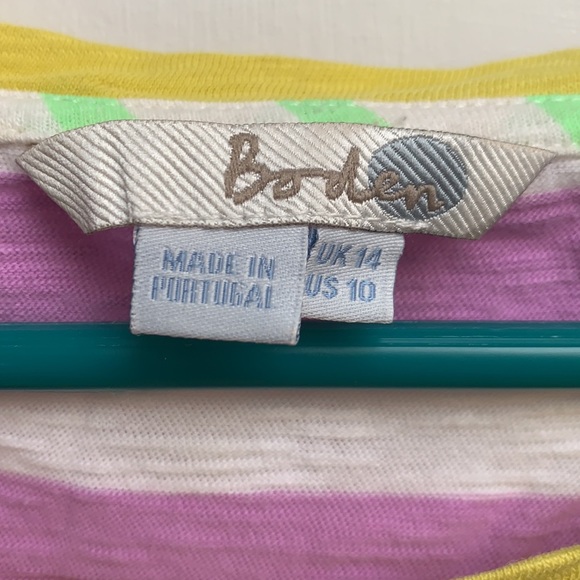 Boden
MADE IN
PORTUGAL
UK 14
US 10